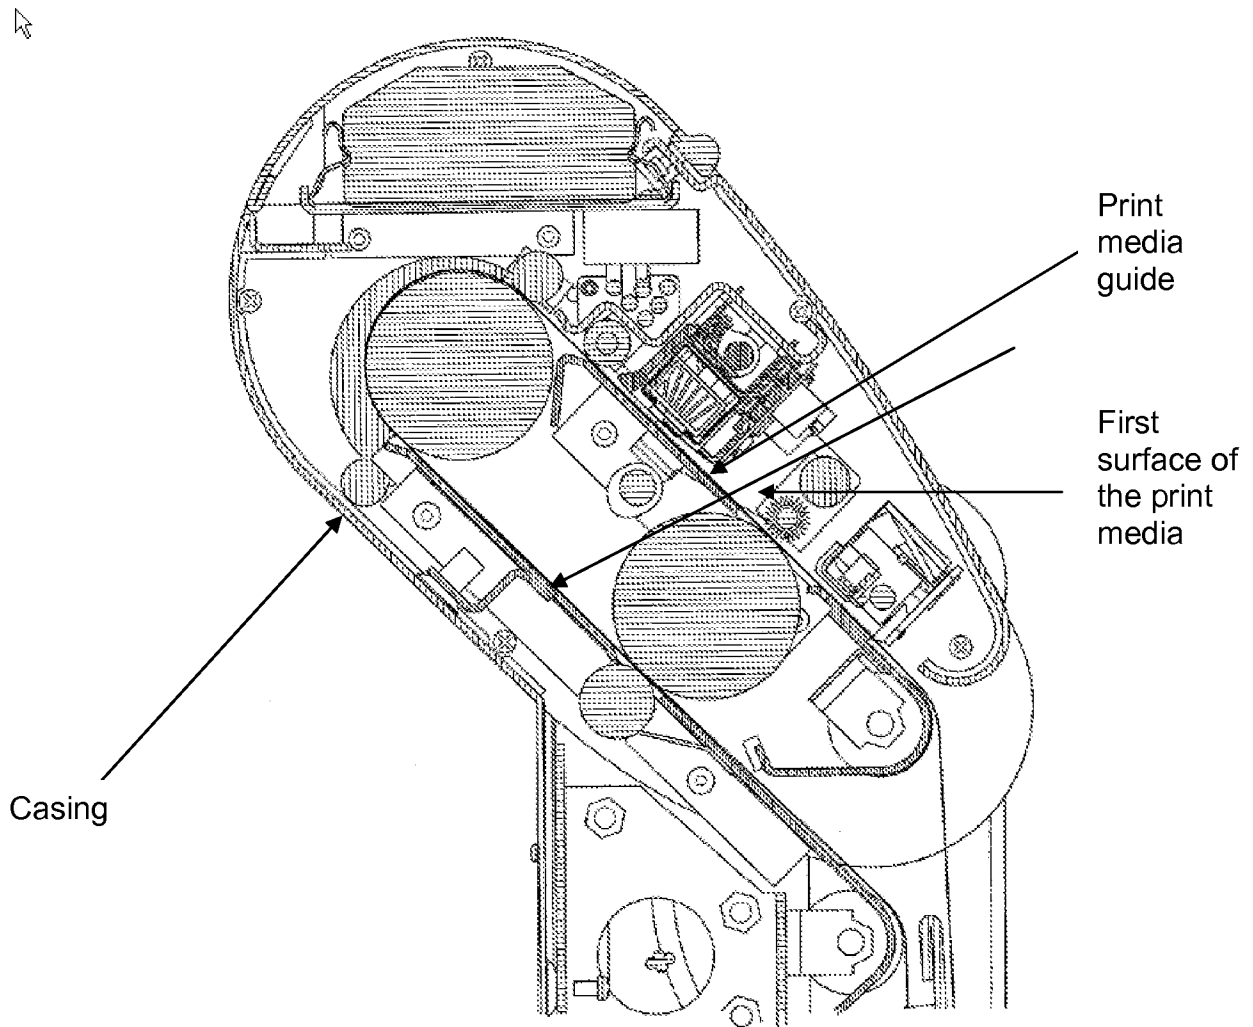 Print
media
guide
First
surface of
the print
media
Casing